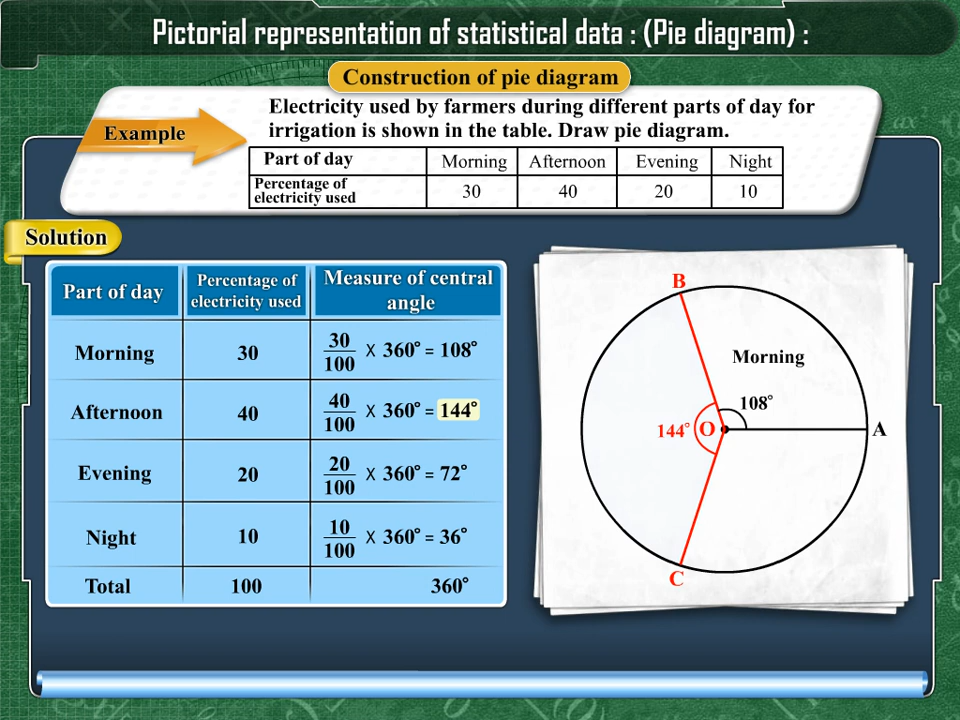 Pictorial representation of statistical data : (Pie diagram) :
Construction of pie diagram
Example
Electricity used by farmers during different parts of day for
irrigation is shown in the table. Draw pie diagram.
Part of day Morning Afternoon Evening Night
Percentage of
electricity used 30 40 20 10
Solution
Part of day
Percentage of
electricity used
Measure of central
angle
Morning 30 30/100 X 360° = 108°
Afternoon 40 40/100 X 360° = 144°
Evening 20 20/100 X 360° = 72°
Night 10 10/100 X 360° = 36°
Total 100 360°
B
Morning
108°
144° O A
C